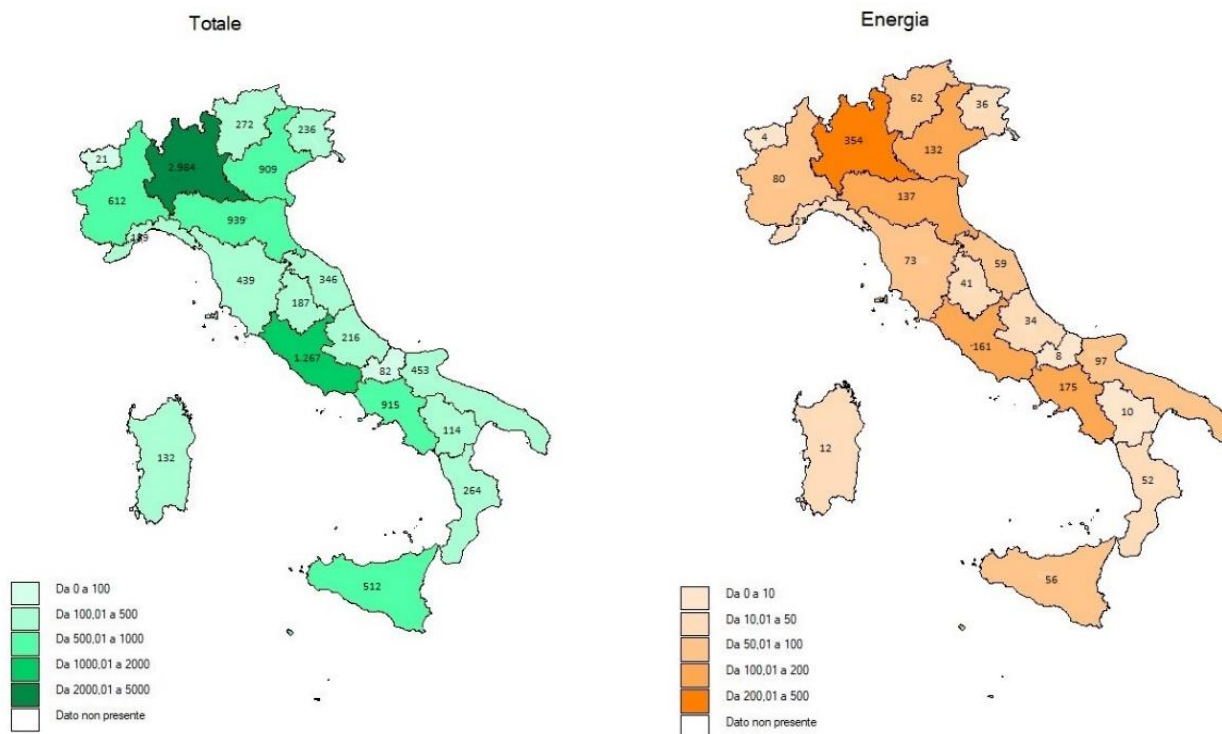 Totale
272
236
21
2.984
909
612
939
439
346
187
216
1.267
82
453
915
114
132
264
512
Da 0 a 100
Da 100,01 a 500
Da 500,01 a 1000
Da 1000,01 a 2000
Da 2000,01 a 5000
Dato non presente
Energia
62
36
4
354
132
80
137
73
59
41
34
161
8
97
175
10
12
52
56
Da 0 a 10
Da 10,01 a 50
Da 50,01 a 100
Da 100,01 a 200
Da 200,01 a 500
Dato non presente